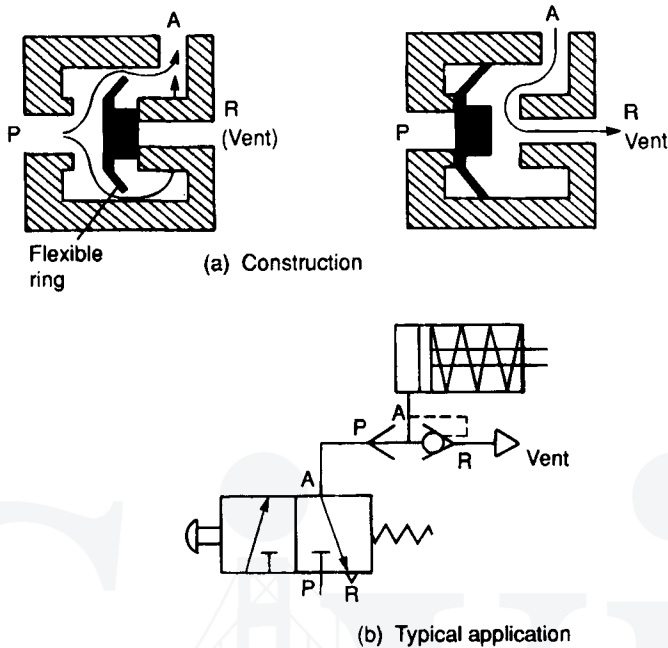 A
A
P
R
(Vent)
P
R
Vent
Flexible
ring
(a) Construction
A
P
R
Vent
A
P
R
(b) Typical application